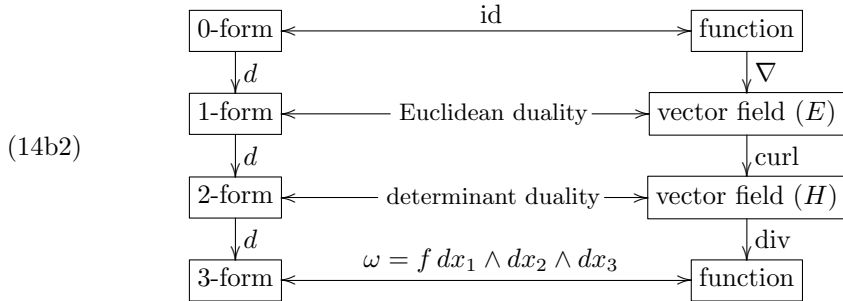 0-form id function
d ∇
1-form Euclidean duality vector field (E)
(14b2) d curl
2-form determinant duality vector field (H)
d div
3-form ω = f dx₁ ∧ dx₂ ∧ dx₃ function